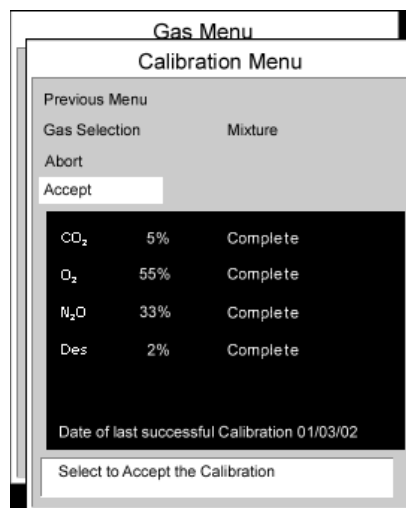 Gas Menu
Calibration Menu
Previous Menu
Gas Selection Mixture
Abort
Accept
CO₂ 5% Complete
O₂ 55% Complete
N₂O 33% Complete
Des 2% Complete
Date of last successful Calibration 01/03/02
Select to Accept the Calibration